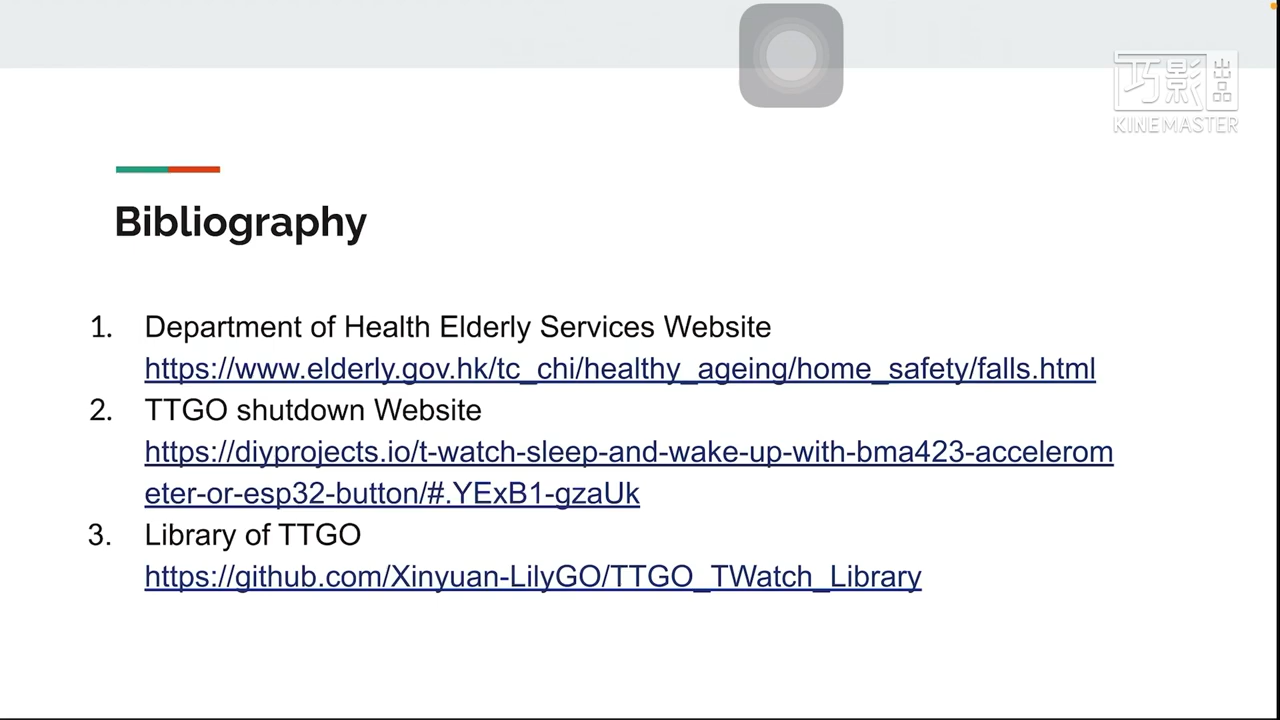 巧影出品
KINEMASTER
Bibliography
1. Department of Health Elderly Services Website
https://www.elderly.gov.hk/tc_chi/healthy_ageing/home_safety/falls.html
2. TTGO shutdown Website
https://diyprojects.io/t-watch-sleep-and-wake-up-with-bma423-accelerom
eter-or-esp32-button/#.YExB1-gzaUk
3. Library of TTGO
https://github.com/Xinyuan-LilyGO/TTGO_TWatch_Library